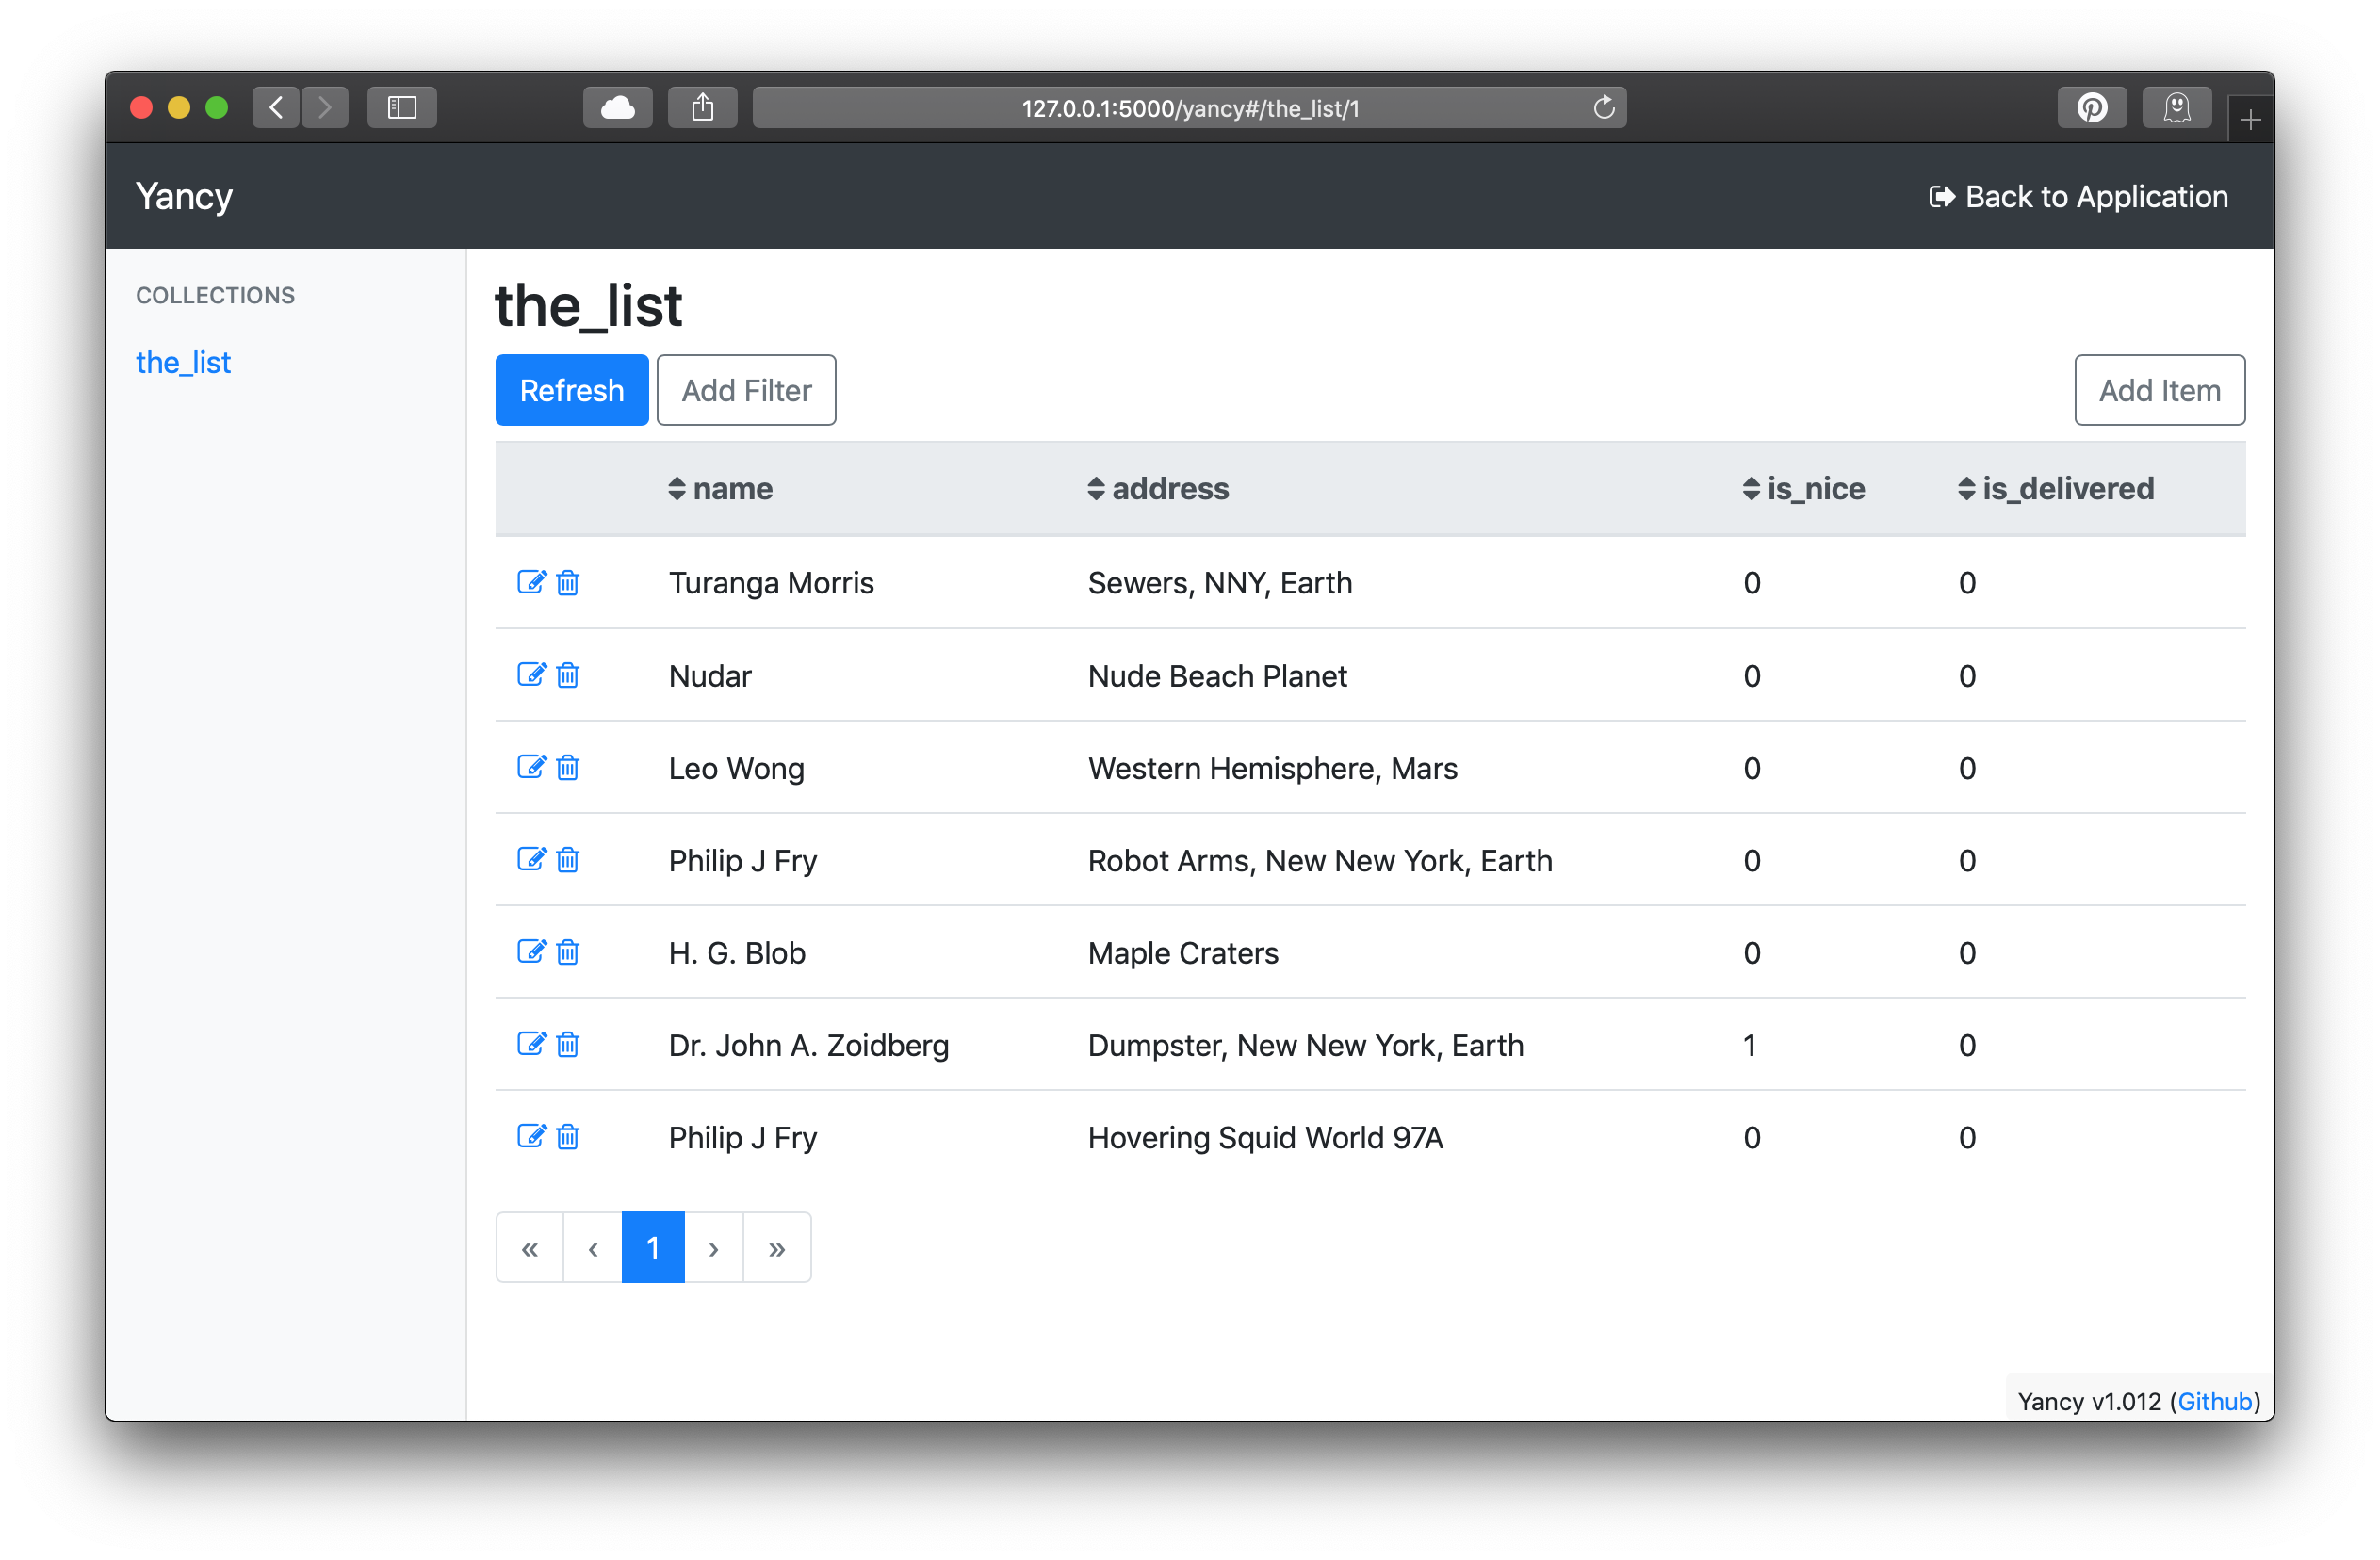 127.0.0.1:5000/yancy#/the_list/1
Yancy
Back to Application
COLLECTIONS
the_list
the_list
Refresh Add Filter Add Item
name address is_nice is_delivered
Turanga Morris Sewers, NNY, Earth 0 0
Nudar Nude Beach Planet 0 0
Leo Wong Western Hemisphere, Mars 0 0
Philip J Fry Robot Arms, New New York, Earth 0 0
H. G. Blob Maple Craters 0 0
Dr. John A. Zoidberg Dumpster, New New York, Earth 1 0
Philip J Fry Hovering Squid World 97A 0 0
« ‹ 1 › »
Yancy v1.012 (Github)